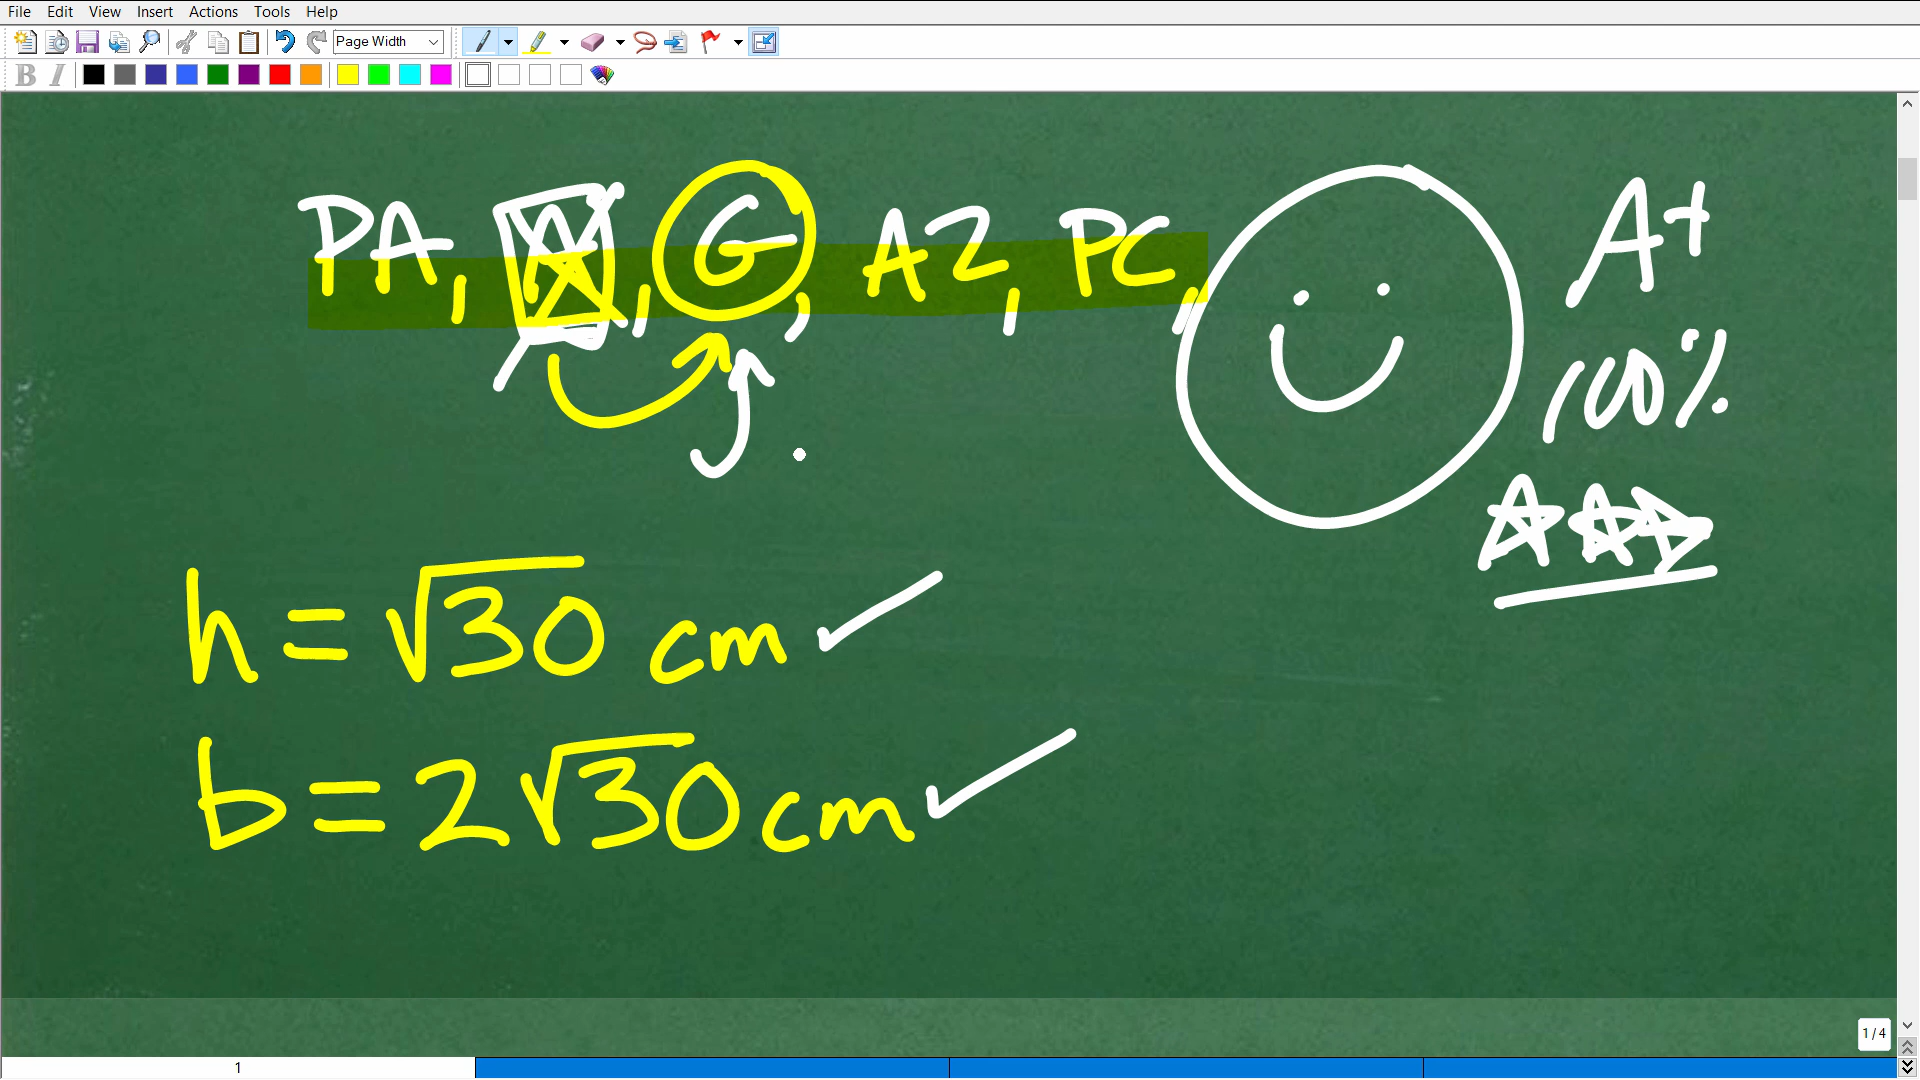 File Edit View Insert Actions Tools Help
Page Width
B I
PA, A, G, A2, PC,
A+
100%
h = √30 cm
b = 2√30 cm
1 / 4
1